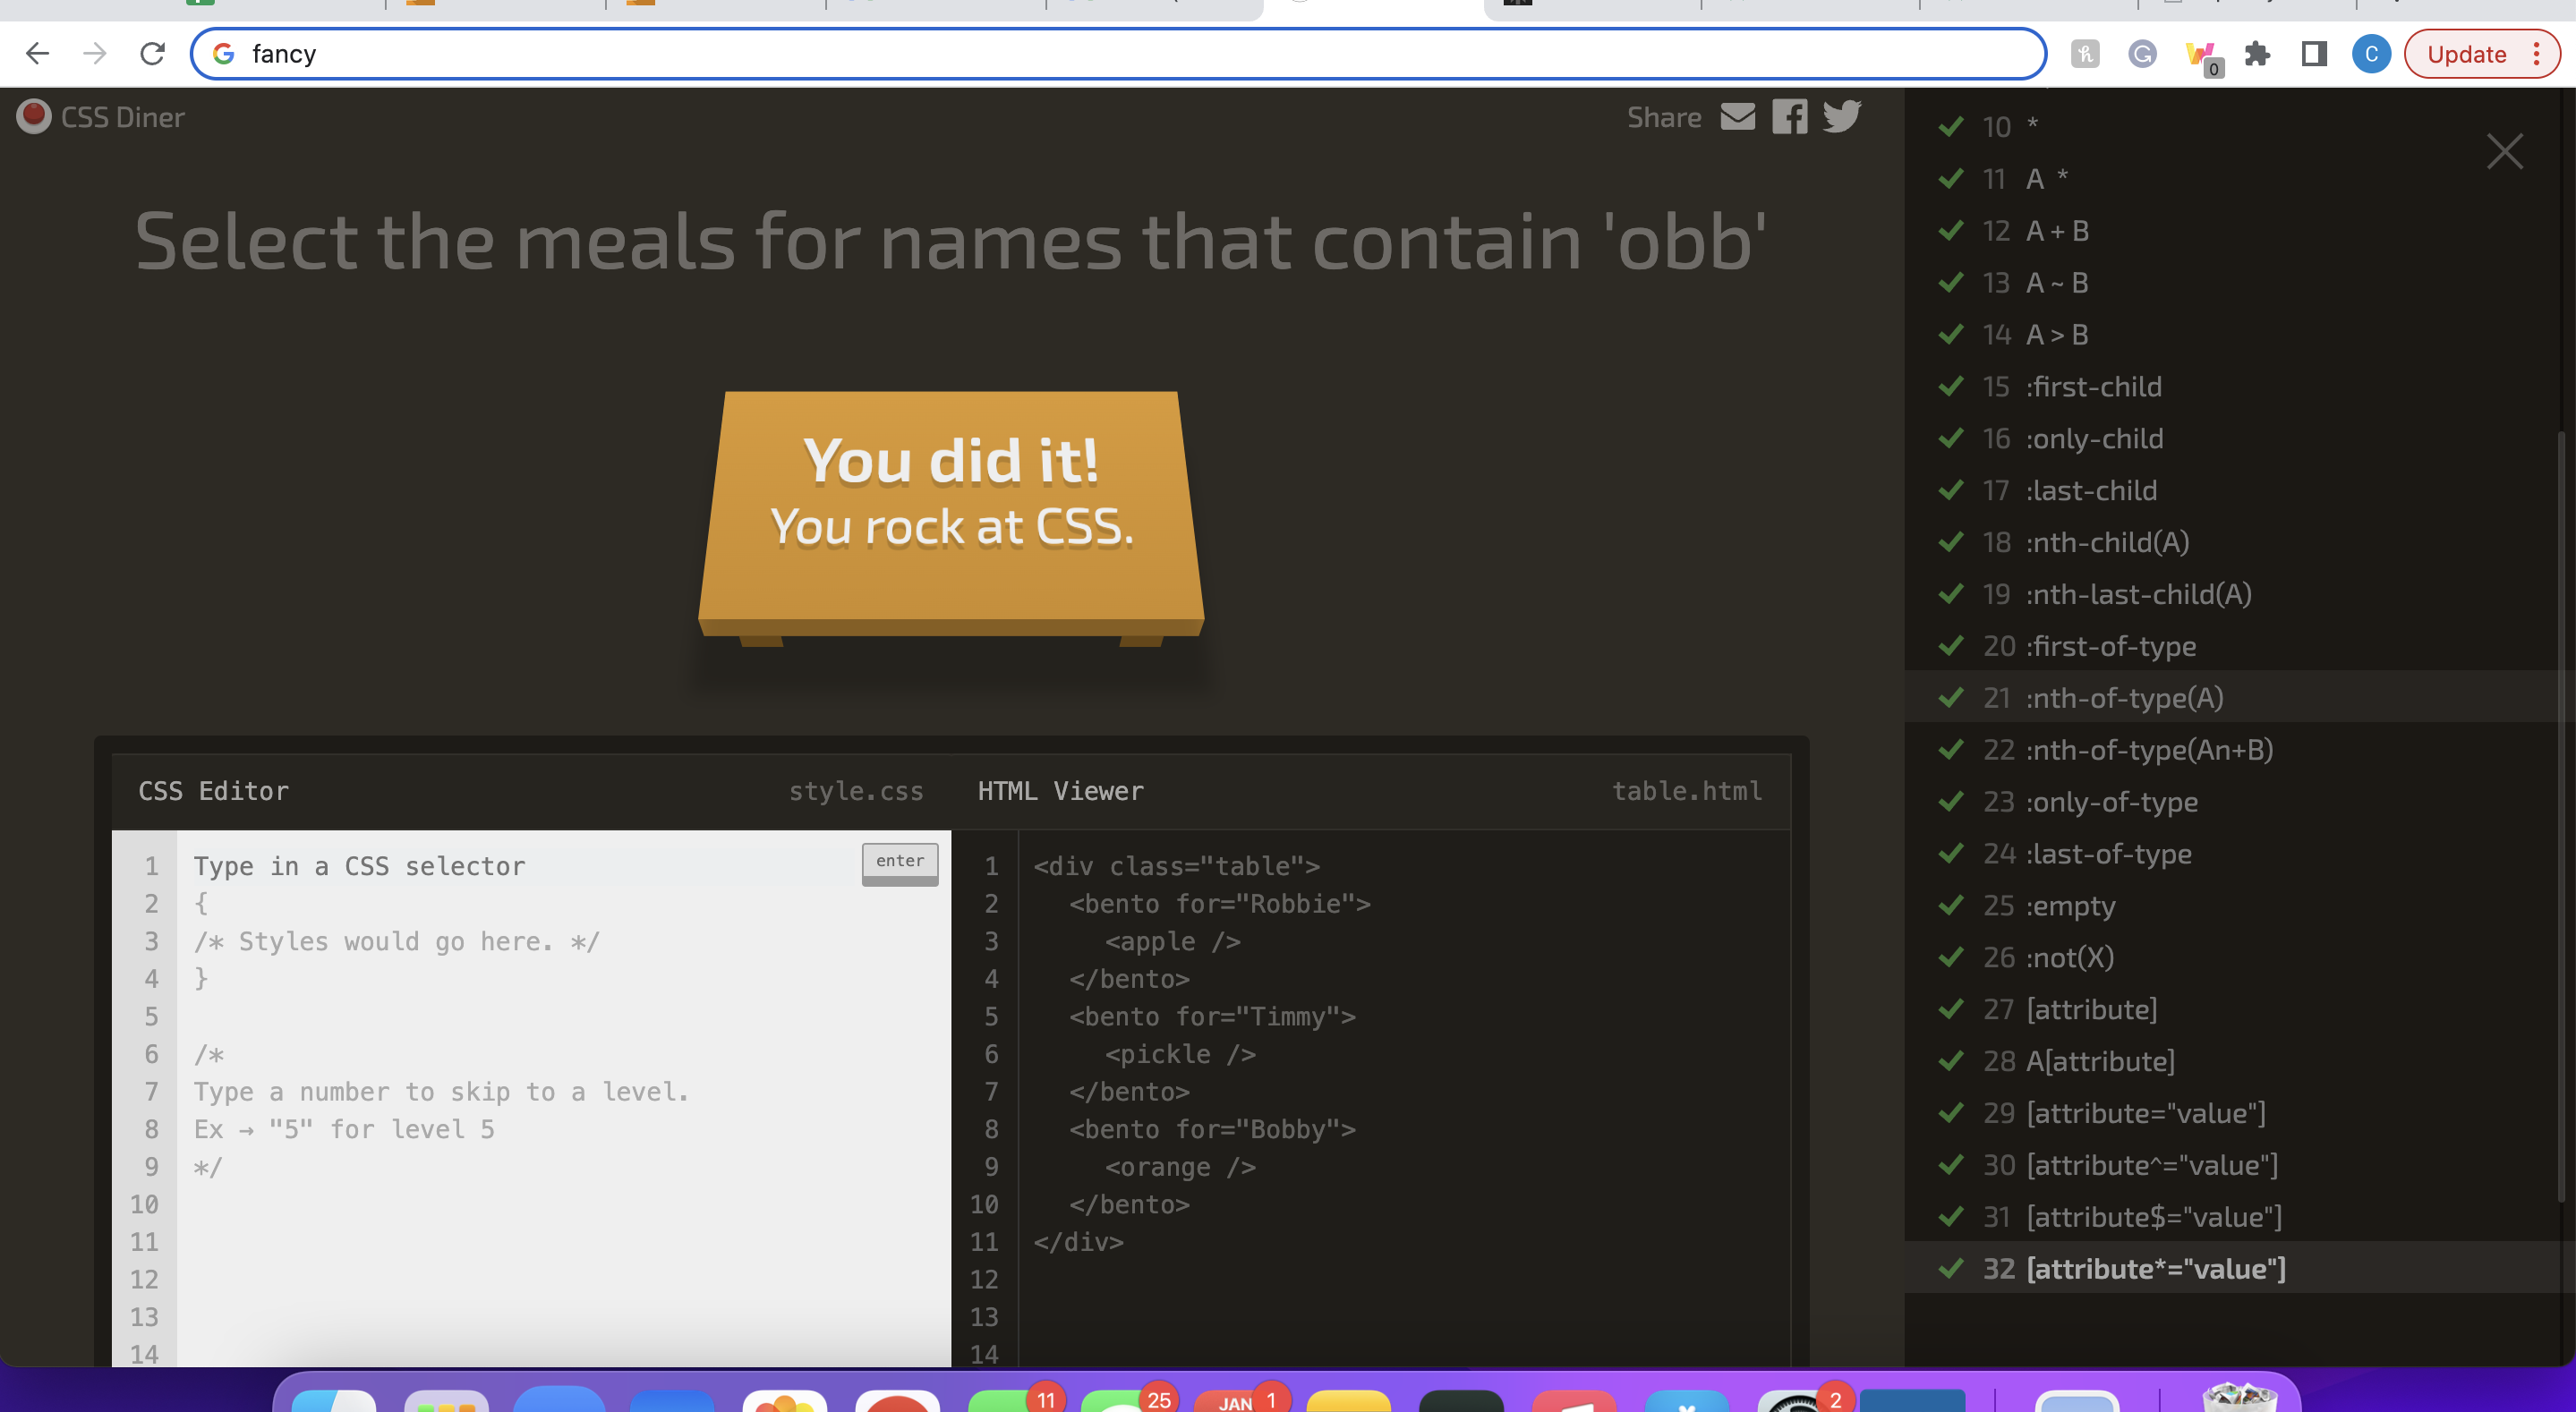 fancy
0
C
Update
CSS Diner
Share
Select the meals for names that contain 'obb'
You did it!
You rock at CSS.
CSS Editor style.css
1 Type in a CSS selector
enter
2 {
3 /* Styles would go here. */
4 }
5
6 /*
7 Type a number to skip to a level.
8 Ex → "5" for level 5
9 */
10
11
12
13
14
HTML Viewer table.html
1 <div class="table">
2 <bento for="Robbie">
3 <apple />
4 </bento>
5 <bento for="Timmy">
6 <pickle />
7 </bento>
8 <bento for="Bobby">
9 <orange />
10 </bento>
11 </div>
12
13
14
10 *
11 A *
12 A + B
13 A ~ B
14 A > B
15 :first-child
16 :only-child
17 :last-child
18 :nth-child(A)
19 :nth-last-child(A)
20 :first-of-type
21 :nth-of-type(A)
22 :nth-of-type(An+B)
23 :only-of-type
24 :last-of-type
25 :empty
26 :not(X)
27 [attribute]
28 A[attribute]
29 [attribute="value"]
30 [attribute^="value"]
31 [attribute$="value"]
32 [attribute*="value"]
11
25
JAN
1
2